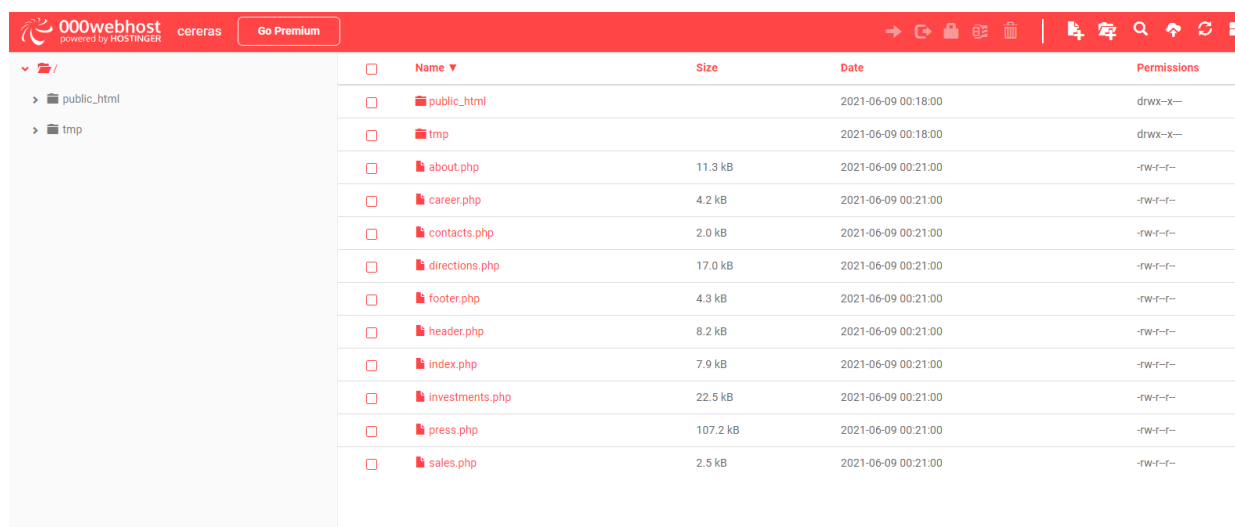 000webhost
powered by HOSTINGER
cereras
Go Premium
/
public_html
tmp
Name ▼ Size Date Permissions
public_html 2021-06-09 00:18:00 drwx--x---
tmp 2021-06-09 00:18:00 drwx--x---
about.php 11.3 kB 2021-06-09 00:21:00 -rw-r--r--
career.php 4.2 kB 2021-06-09 00:21:00 -rw-r--r--
contacts.php 2.0 kB 2021-06-09 00:21:00 -rw-r--r--
directions.php 17.0 kB 2021-06-09 00:21:00 -rw-r--r--
footer.php 4.3 kB 2021-06-09 00:21:00 -rw-r--r--
header.php 8.2 kB 2021-06-09 00:21:00 -rw-r--r--
index.php 7.9 kB 2021-06-09 00:21:00 -rw-r--r--
investments.php 22.5 kB 2021-06-09 00:21:00 -rw-r--r--
press.php 107.2 kB 2021-06-09 00:21:00 -rw-r--r--
sales.php 2.5 kB 2021-06-09 00:21:00 -rw-r--r--